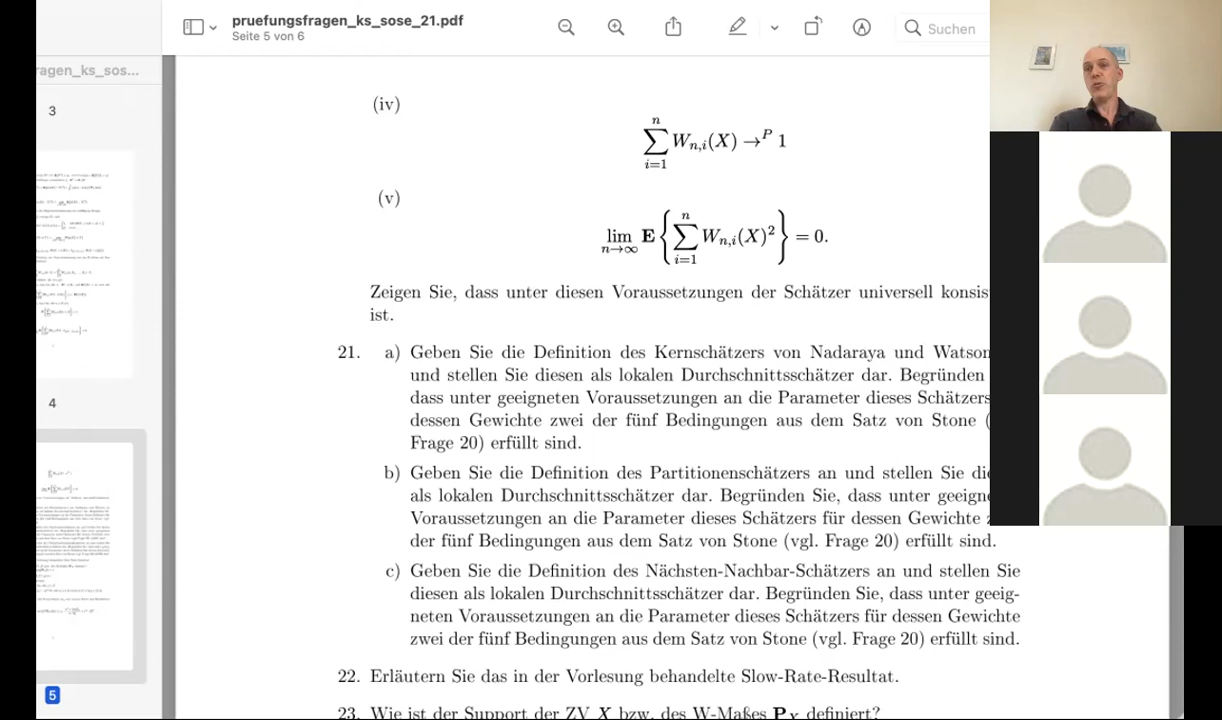 pruefungsfragen_ks_sose_21.pdf
Seite 5 von 6
Suchen
ragen_ks_sos...
3
4
5
(iv)
∑_{i=1}^{n} W_{n,i}(X) →^P 1
(v)
lim_{n→∞} E { ∑_{i=1}^{n} W_{n,i}(X)² } = 0.
Zeigen Sie, dass unter diesen Voraussetzungen der Schätzer universell konsis
ist.
21. a) Geben Sie die Definition des Kernschätzers von Nadaraya und Watson
und stellen Sie diesen als lokalen Durchschnittsschätzer dar. Begründen
dass unter geeigneten Voraussetzungen an die Parameter dieses Schätzers
dessen Gewichte zwei der fünf Bedingungen aus dem Satz von Stone (
Frage 20) erfüllt sind.
b) Geben Sie die Definition des Partitionenschätzers an und stellen Sie die
als lokalen Durchschnittsschätzer dar. Begründen Sie, dass unter geeigne
Voraussetzungen an die Parameter dieses Schätzers für dessen Gewichte
der fünf Bedingungen aus dem Satz von Stone (vgl. Frage 20) erfüllt sind.
c) Geben Sie die Definition des Nächsten-Nachbar-Schätzers an und stellen Sie
diesen als lokalen Durchschnittsschätzer dar. Begründen Sie, dass unter geeig-
neten Voraussetzungen an die Parameter dieses Schätzers für dessen Gewichte
zwei der fünf Bedingungen aus dem Satz von Stone (vgl. Frage 20) erfüllt sind.
22. Erläutern Sie das in der Vorlesung behandelte Slow-Rate-Resultat.
23. Wie ist der Support der ZV X bzw. des W-Maßes P_X definiert?